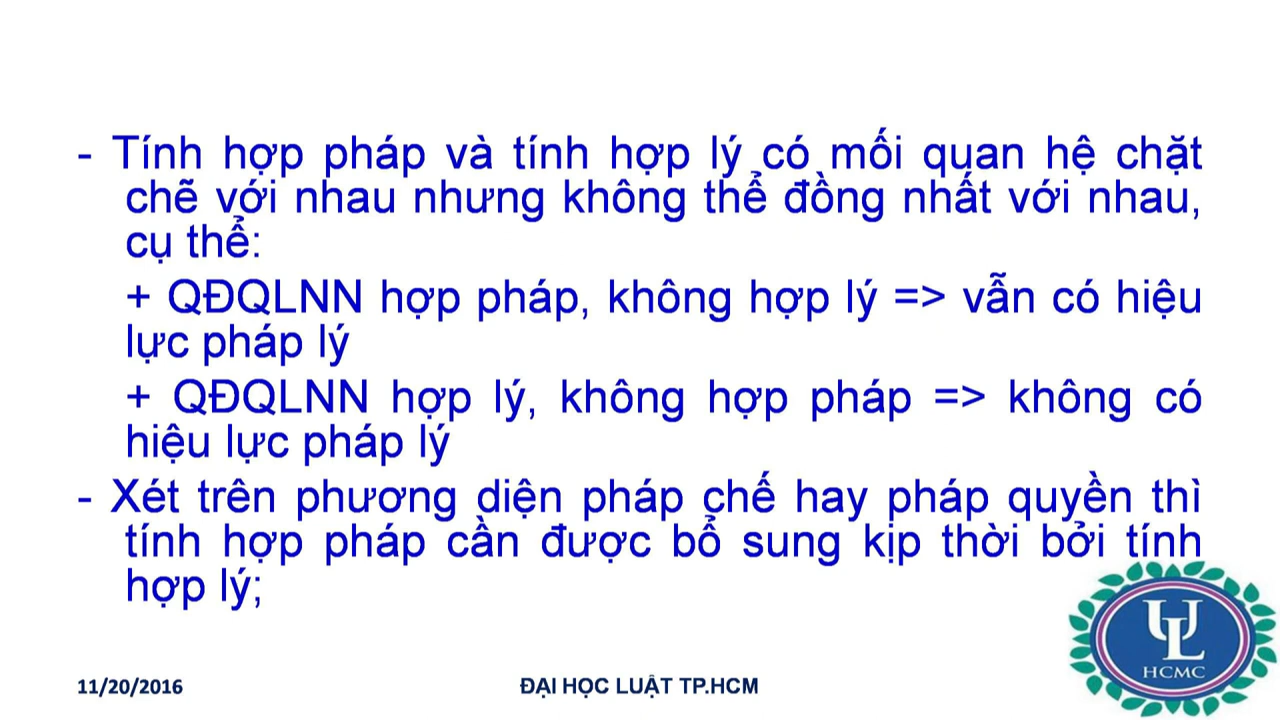 - Tính hợp pháp và tính hợp lý có mối quan hệ chặt
chẽ với nhau nhưng không thể đồng nhất với nhau,
cụ thể:
+ QĐQLNN hợp pháp, không hợp lý => vẫn có hiệu
lực pháp lý
+ QĐQLNN hợp lý, không hợp pháp => không có
hiệu lực pháp lý
- Xét trên phương diện pháp chế hay pháp quyền thì
tính hợp pháp cần được bổ sung kịp thời bởi tính
hợp lý;
UL
HCMC
11/20/2016
ĐẠI HỌC LUẬT TP.HCM